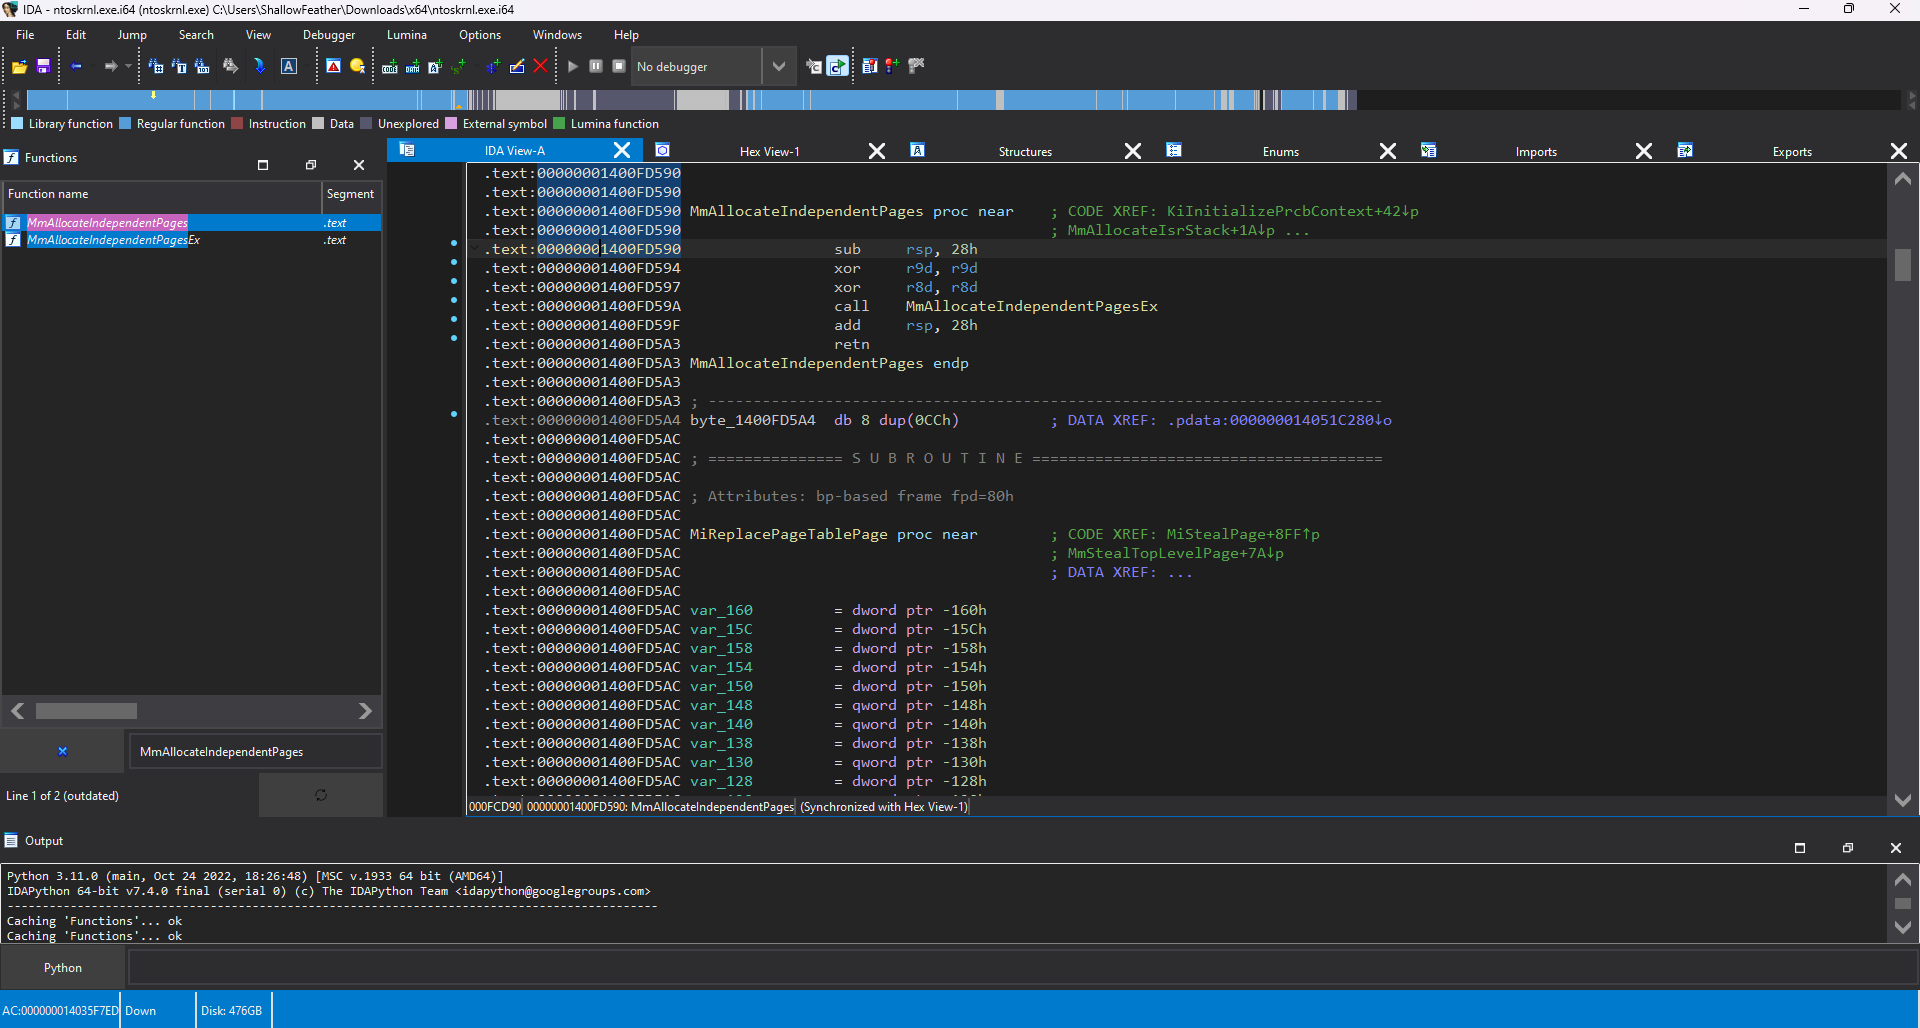 IDA - ntoskrnl.exe.i64 (ntoskrnl.exe) C:\Users\ShallowFeather\Downloads\x64\ntoskrnl.exe.i64
File Edit Jump Search View Debugger Lumina Options Windows Help
No debugger
Library function Regular function Instruction Data Unexplored External symbol Lumina function
Functions
Function name Segment
MmAllocateIndependentPages .text
MmAllocateIndependentPagesEx .text
MmAllocateIndependentPages
Line 1 of 2 (outdated)
IDA View-A Hex View-1 Structures Enums Imports Exports
.text:00000001400FD590
.text:00000001400FD590
.text:00000001400FD590 MmAllocateIndependentPages proc near ; CODE XREF: KiInitializePrcbContext+42↓p
.text:00000001400FD590 ; MmAllocateIsrStack+1A↓p ...
.text:00000001400FD590 sub rsp, 28h
.text:00000001400FD594 xor r9d, r9d
.text:00000001400FD597 xor r8d, r8d
.text:00000001400FD59A call MmAllocateIndependentPagesEx
.text:00000001400FD59F add rsp, 28h
.text:00000001400FD5A3 retn
.text:00000001400FD5A3 MmAllocateIndependentPages endp
.text:00000001400FD5A3
.text:00000001400FD5A3 ; ---------------------------------------------------------------------------
.text:00000001400FD5A4 byte_1400FD5A4 db 8 dup(0CCh) ; DATA XREF: .pdata:000000014051C280↓o
.text:00000001400FD5AC
.text:00000001400FD5AC ; =============== S U B R O U T I N E =======================================
.text:00000001400FD5AC
.text:00000001400FD5AC ; Attributes: bp-based frame fpd=80h
.text:00000001400FD5AC
.text:00000001400FD5AC MiReplacePageTablePage proc near ; CODE XREF: MiStealPage+8FF↑p
.text:00000001400FD5AC ; MmStealTopLevelPage+7A↓p
.text:00000001400FD5AC ; DATA XREF: ...
.text:00000001400FD5AC
.text:00000001400FD5AC var_160 = dword ptr -160h
.text:00000001400FD5AC var_15C = dword ptr -15Ch
.text:00000001400FD5AC var_158 = dword ptr -158h
.text:00000001400FD5AC var_154 = dword ptr -154h
.text:00000001400FD5AC var_150 = dword ptr -150h
.text:00000001400FD5AC var_148 = qword ptr -148h
.text:00000001400FD5AC var_140 = qword ptr -140h
.text:00000001400FD5AC var_138 = dword ptr -138h
.text:00000001400FD5AC var_130 = qword ptr -130h
.text:00000001400FD5AC var_128 = dword ptr -128h
000FCD90 00000001400FD590: MmAllocateIndependentPages (Synchronized with Hex View-1)
Output
Python 3.11.0 (main, Oct 24 2022, 18:26:48) [MSC v.1933 64 bit (AMD64)]
IDAPython 64-bit v7.4.0 final (serial 0) (c) The IDAPython Team <idapython@googlegroups.com>
---------------------------------------------------------------------------------------------
Caching 'Functions'... ok
Caching 'Functions'... ok
Python
AC:000000014035F7ED Down Disk: 476GB